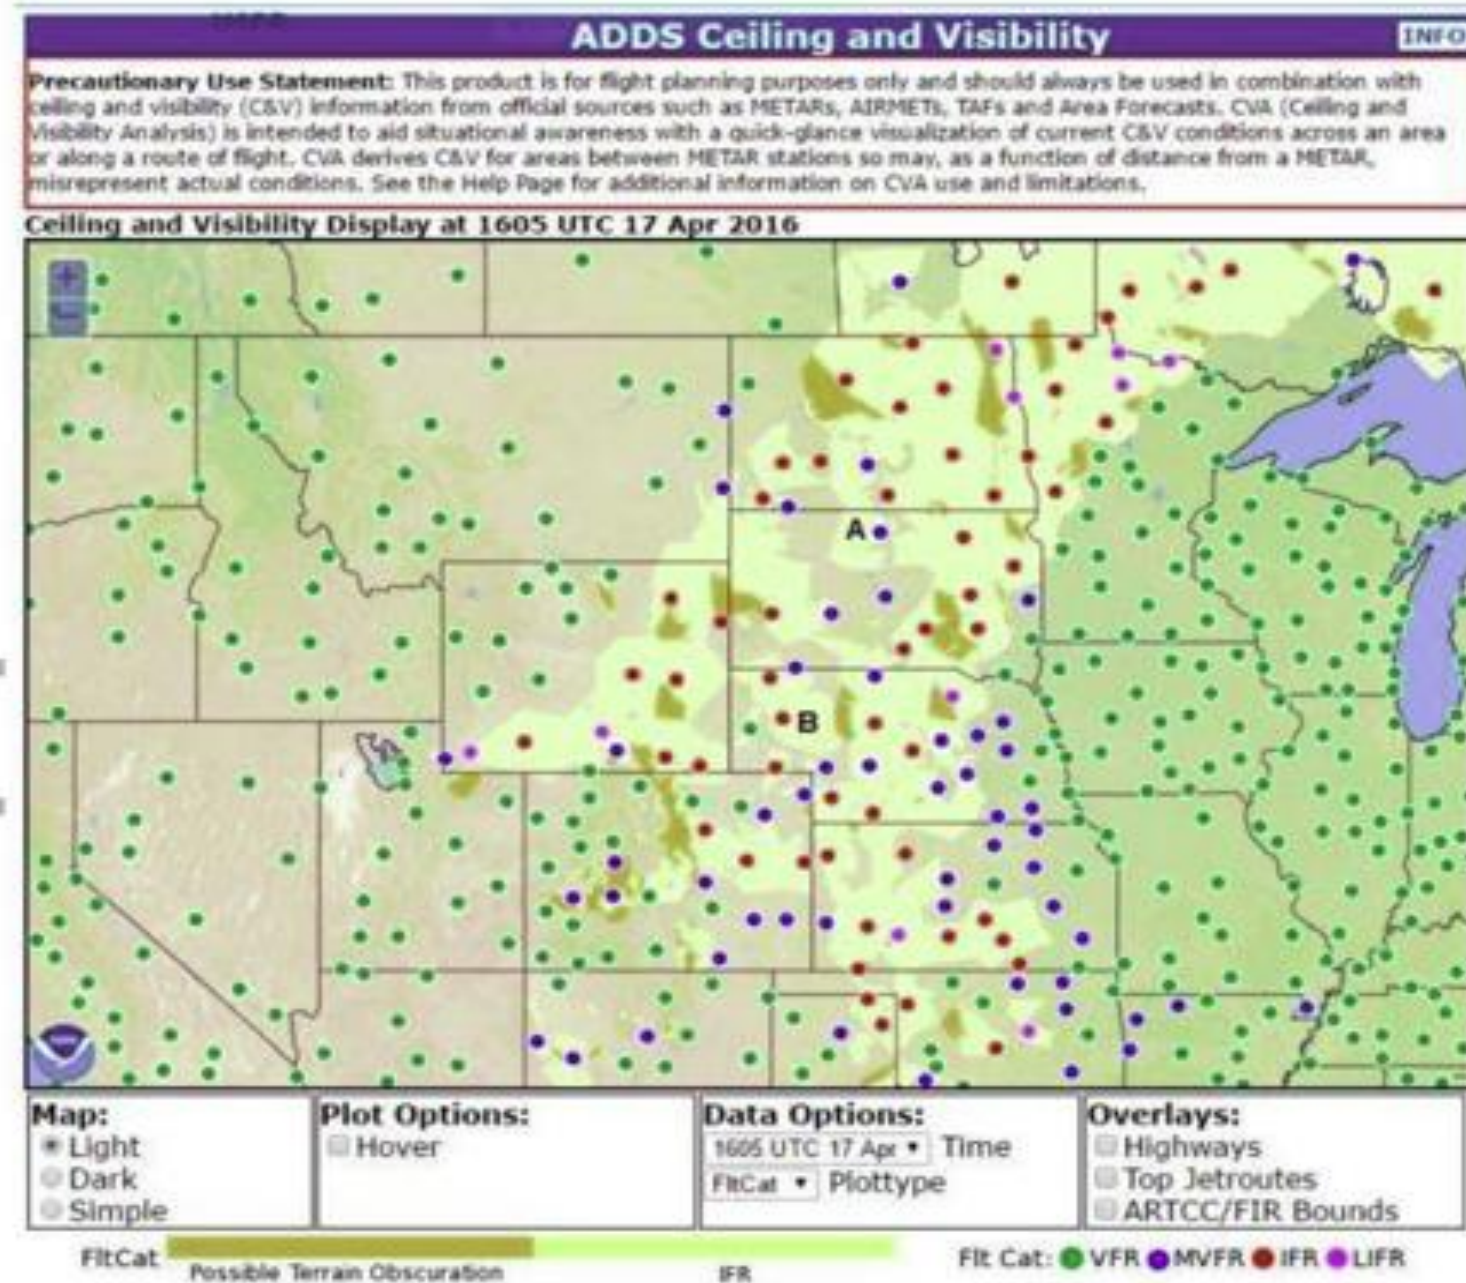 ADDS Ceiling and Visibility
INFO
Precautionary Use Statement: This product is for flight planning purposes only and should always be used in combination with
ceiling and visibility (C&V) information from official sources such as METARs, AIRMETs, TAFs and Area Forecasts. CVA (Ceiling and
Visibility Analysis) is intended to aid situational awareness with a quick-glance visualization of current C&V conditions across an area
or along a route of flight. CVA derives C&V for areas between METAR stations so may, as a function of distance from a METAR,
misrepresent actual conditions. See the Help Page for additional information on CVA use and limitations.
Ceiling and Visibility Display at 1605 UTC 17 Apr 2016
A
B
Map:
Light
Dark
Simple
Plot Options:
Hover
Data Options:
1605 UTC 17 Apr Time
FltCat Plottype
Overlays:
Highways
Top Jetroutes
ARTCC/FIR Bounds
FltCat
Possible Terrain Obscuration IFR
Flt Cat: VFR MVFR IFR LIFR